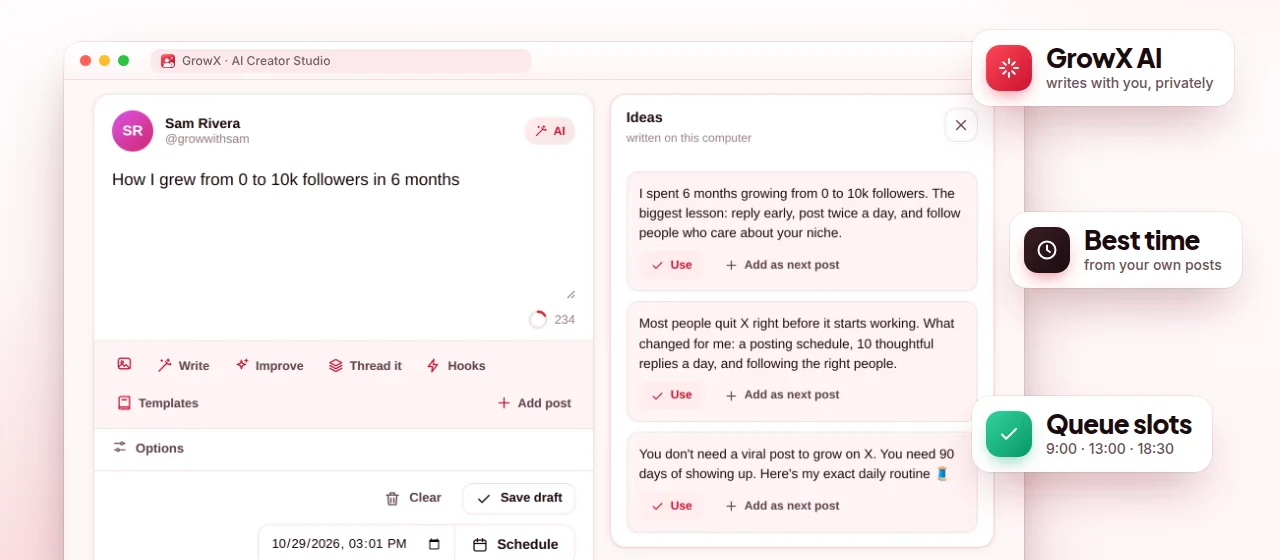 GrowX · AI Creator Studio
SR
Sam Rivera
@growwithsam
AI
How I grew from 0 to 10k followers in 6 months
234
Write
Improve
Thread it
Hooks
Templates
Add post
Options
Clear
Save draft
10/29/2026, 03:01 PM
Schedule
Ideas
written on this computer
I spent 6 months growing from 0 to 10k followers. The
biggest lesson: reply early, post twice a day, and follow
people who care about your niche.
Use
Add as next post
Most people quit X right before it starts working. What
changed for me: a posting schedule, 10 thoughtful
replies a day, and following the right people.
Use
Add as next post
You don't need a viral post to grow on X. You need 90
days of showing up. Here's my exact daily routine 🧵
Use
Add as next post
GrowX AI
writes with you, privately
Best time
from your own posts
Queue slots
9:00 · 13:00 · 18:30